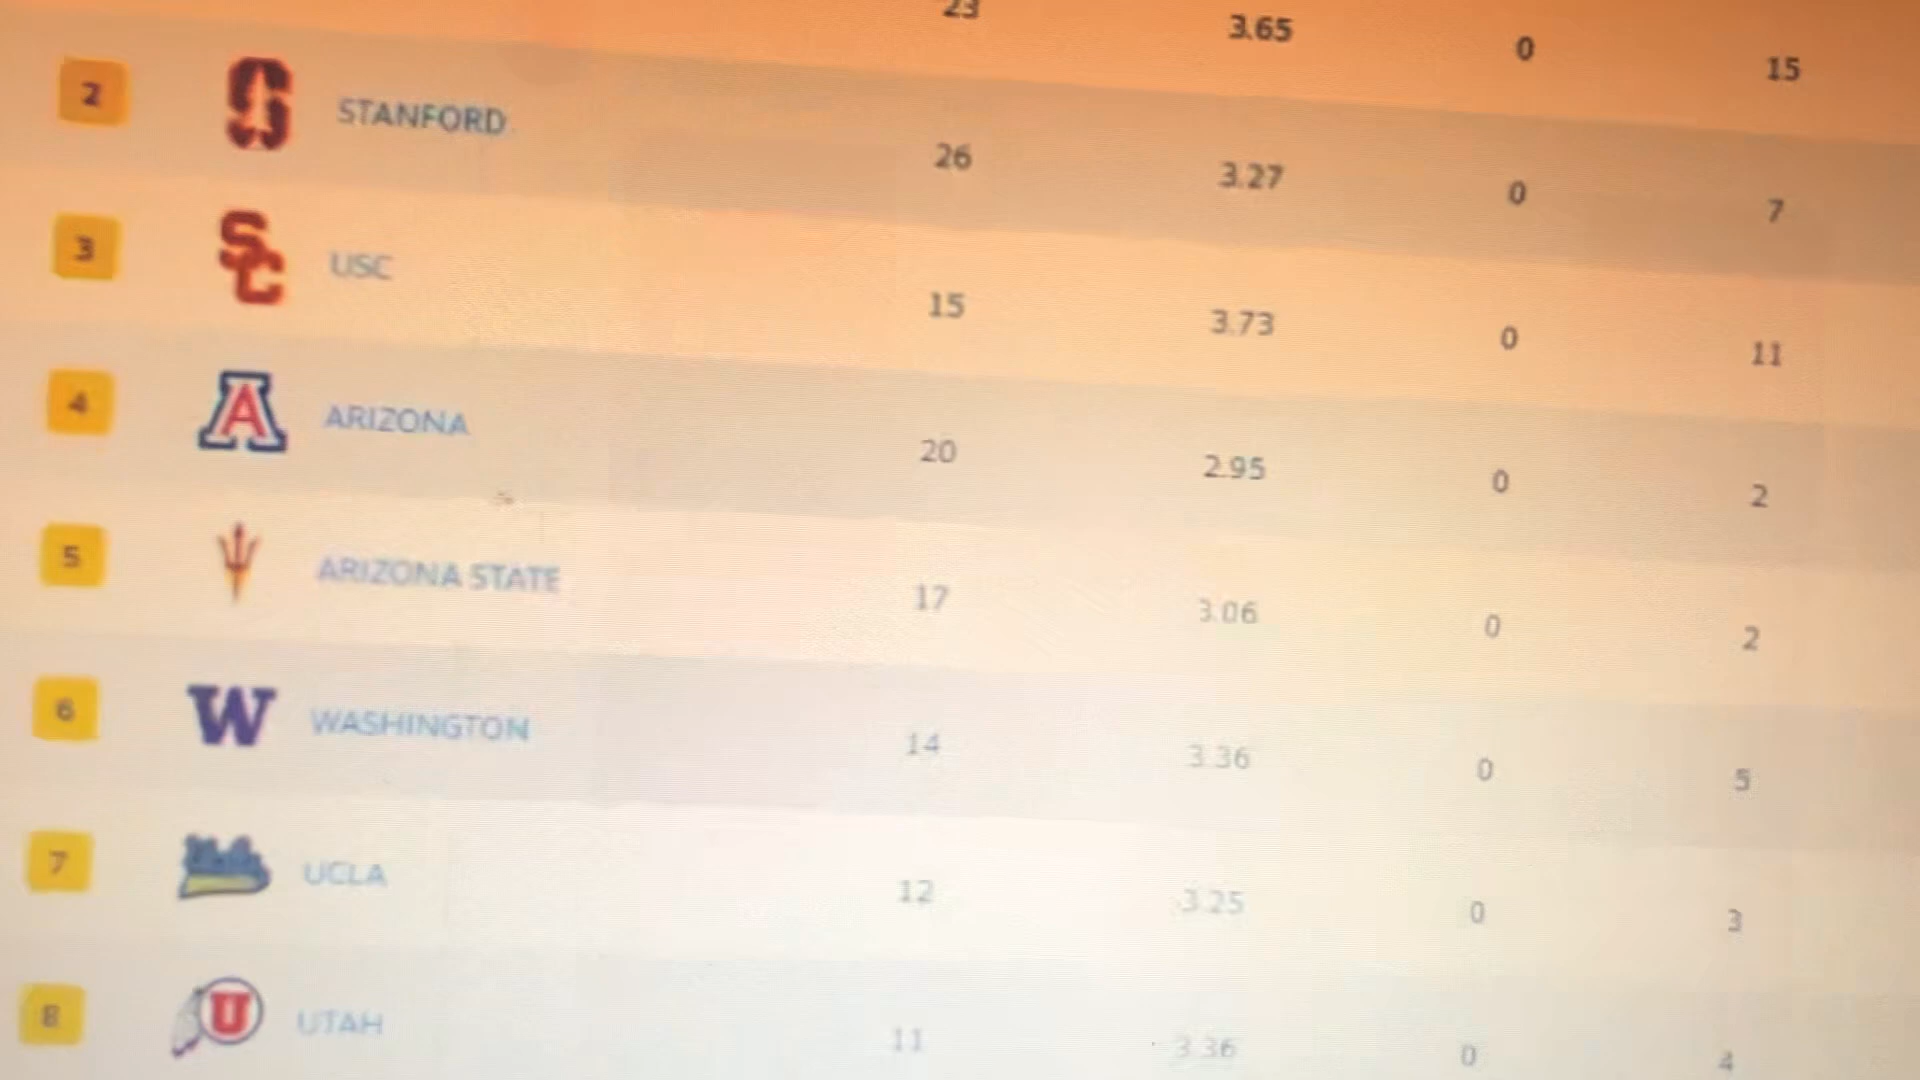 23 3.65 0 15
2 STANFORD 26 3.27 0 7
3 USC 15 3.73 0 11
4 A ARIZONA 20 2.95 0 2
5 ARIZONA STATE 17 3.06 0 2
6 W WASHINGTON 14 3.36 0 5
7 UCLA 12 3.25 0 3
8 U UTAH 11 3.36 0 4